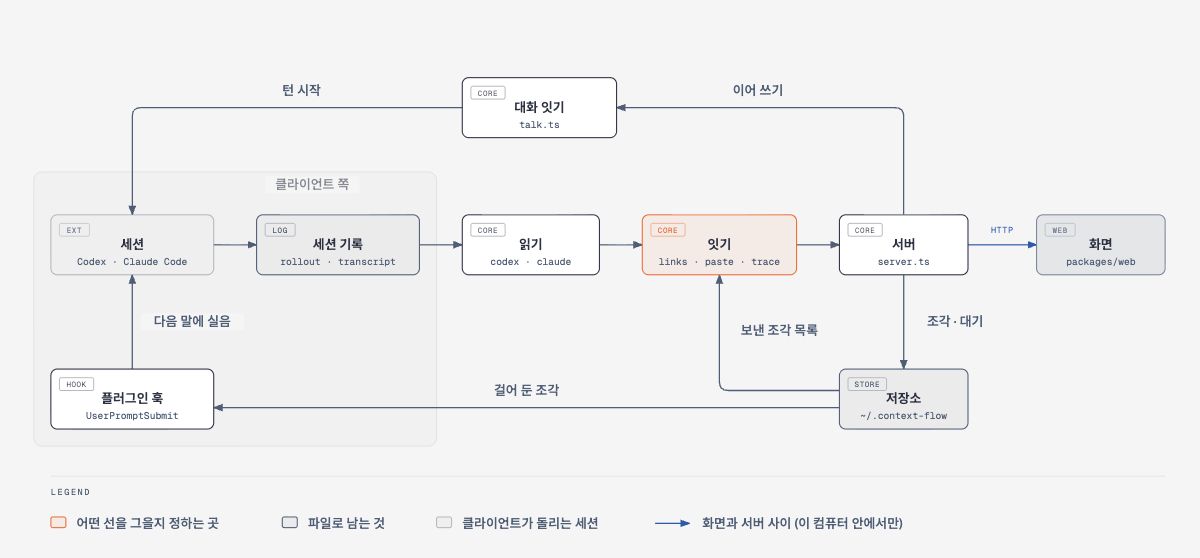 턴 시작
CORE
대화 잇기
talk.ts
이어 쓰기
클라이언트 쪽
EXT
세션
Codex · Claude Code
LOG
세션 기록
rollout · transcript
CORE
읽기
codex · claude
CORE
잇기
links · paste · trace
CORE
서버
server.ts
HTTP
WEB
화면
packages/web
다음 말에 실음
보낸 조각 목록
조각 · 대기
HOOK
플러그인 훅
UserPromptSubmit
걸어 둔 조각
STORE
저장소
~/.context-flow
LEGEND
어떤 선을 그을지 정하는 곳
파일로 남는 것
클라이언트가 돌리는 세션
화면과 서버 사이 (이 컴퓨터 안에서만)